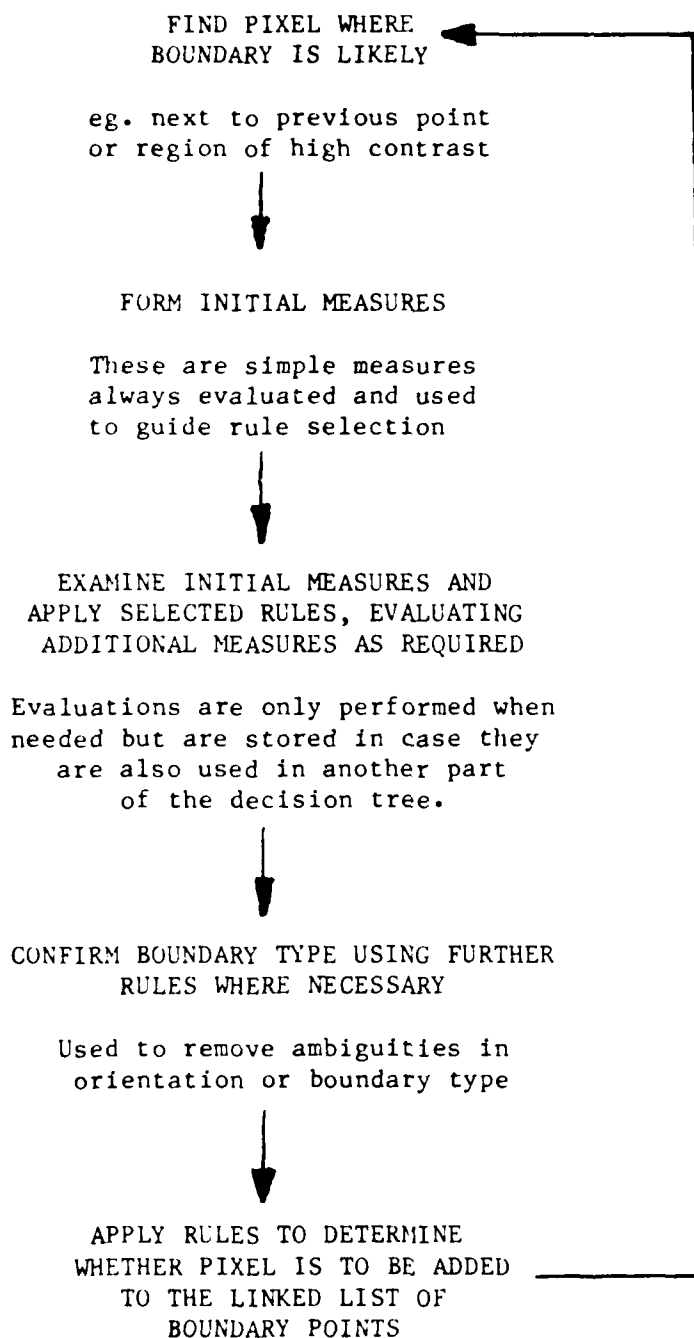 FIND PIXEL WHERE
BOUNDARY IS LIKELY
eg. next to previous point
or region of high contrast
FORM INITIAL MEASURES
These are simple measures
always evaluated and used
to guide rule selection
EXAMINE INITIAL MEASURES AND
APPLY SELECTED RULES, EVALUATING
ADDITIONAL MEASURES AS REQUIRED
Evaluations are only performed when
needed but are stored in case they
are also used in another part
of the decision tree.
CONFIRM BOUNDARY TYPE USING FURTHER
RULES WHERE NECESSARY
Used to remove ambiguities in
orientation or boundary type
APPLY RULES TO DETERMINE
WHETHER PIXEL IS TO BE ADDED
TO THE LINKED LIST OF
BOUNDARY POINTS